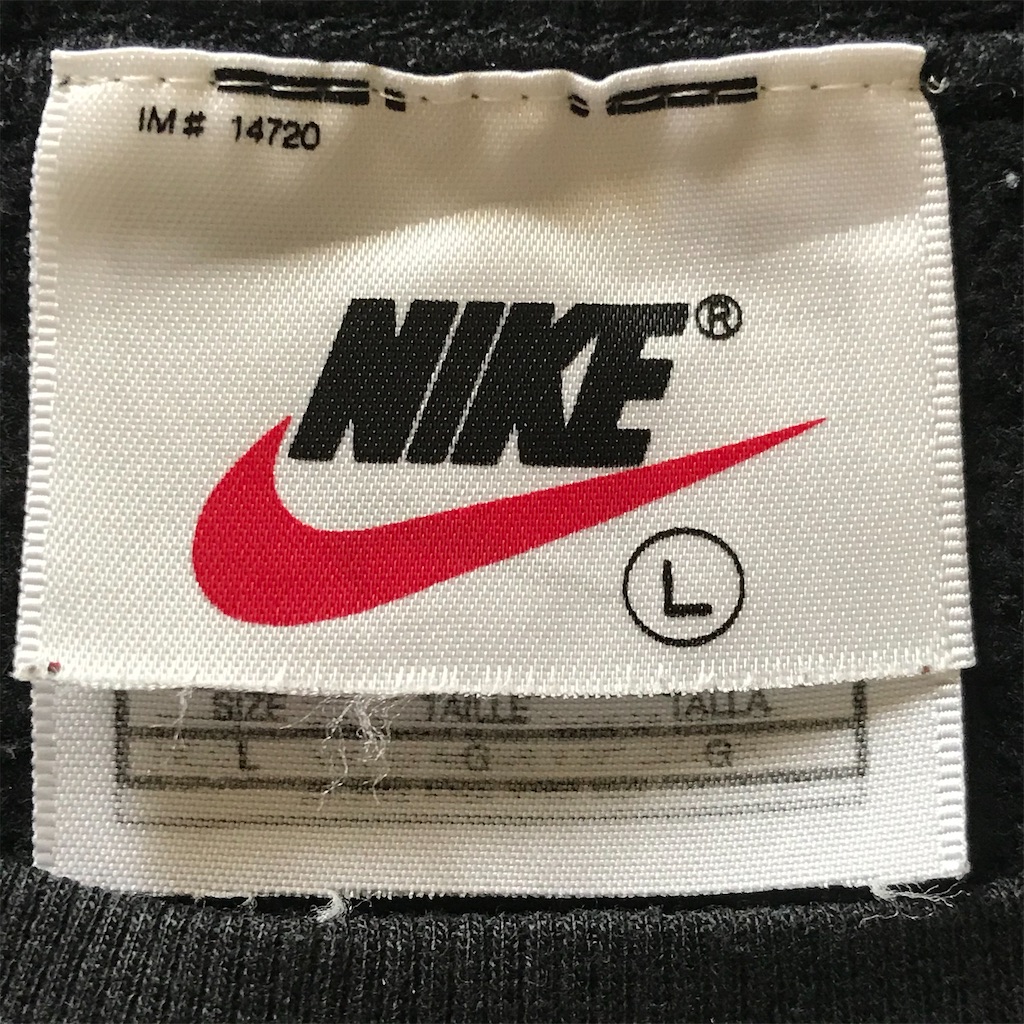 IM# 14720
NIKE®
L
SIZE TAILLE TALLA
L G G